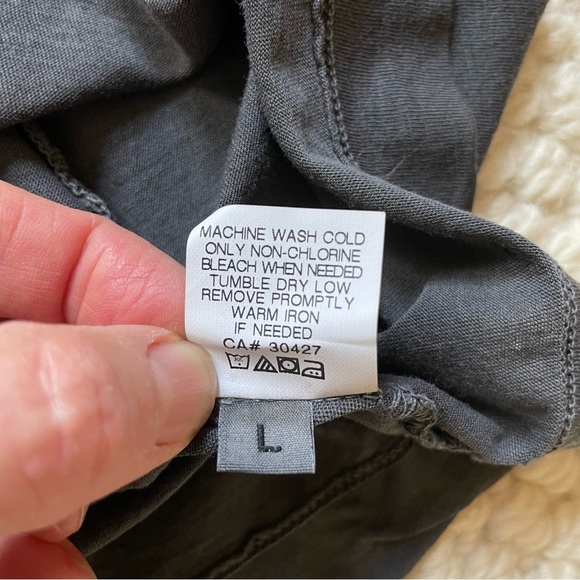 MACHINE WASH COLD
ONLY NON-CHLORINE
BLEACH WHEN NEEDED
TUMBLE DRY LOW
REMOVE PROMPTLY
WARM IRON
IF NEEDED
CA# 30427
L